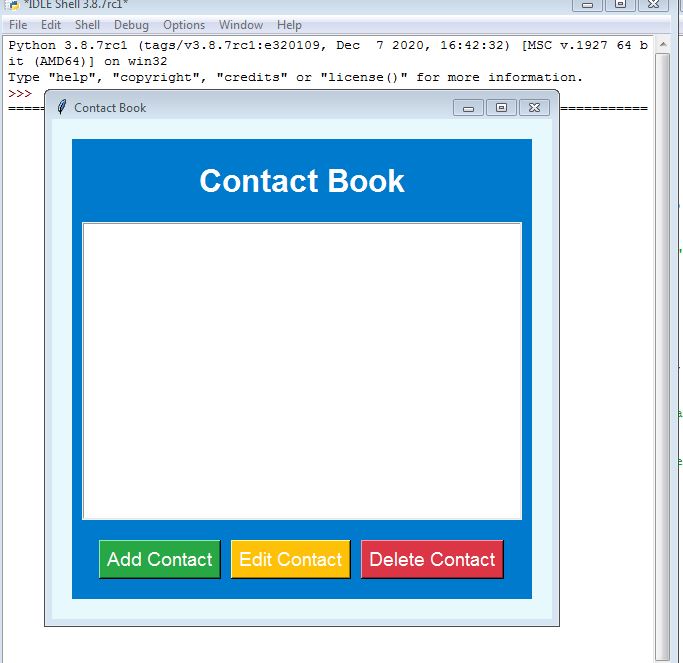 *IDLE Shell 3.8.7rc1*
File Edit Shell Debug Options Window Help
Python 3.8.7rc1 (tags/v3.8.7rc1:e320109, Dec  7 2020, 16:42:32) [MSC v.1927 64 b
it (AMD64)] on win32
Type "help", "copyright", "credits" or "license()" for more information.
>>>
Contact Book
Contact Book
Add Contact Edit Contact Delete Contact